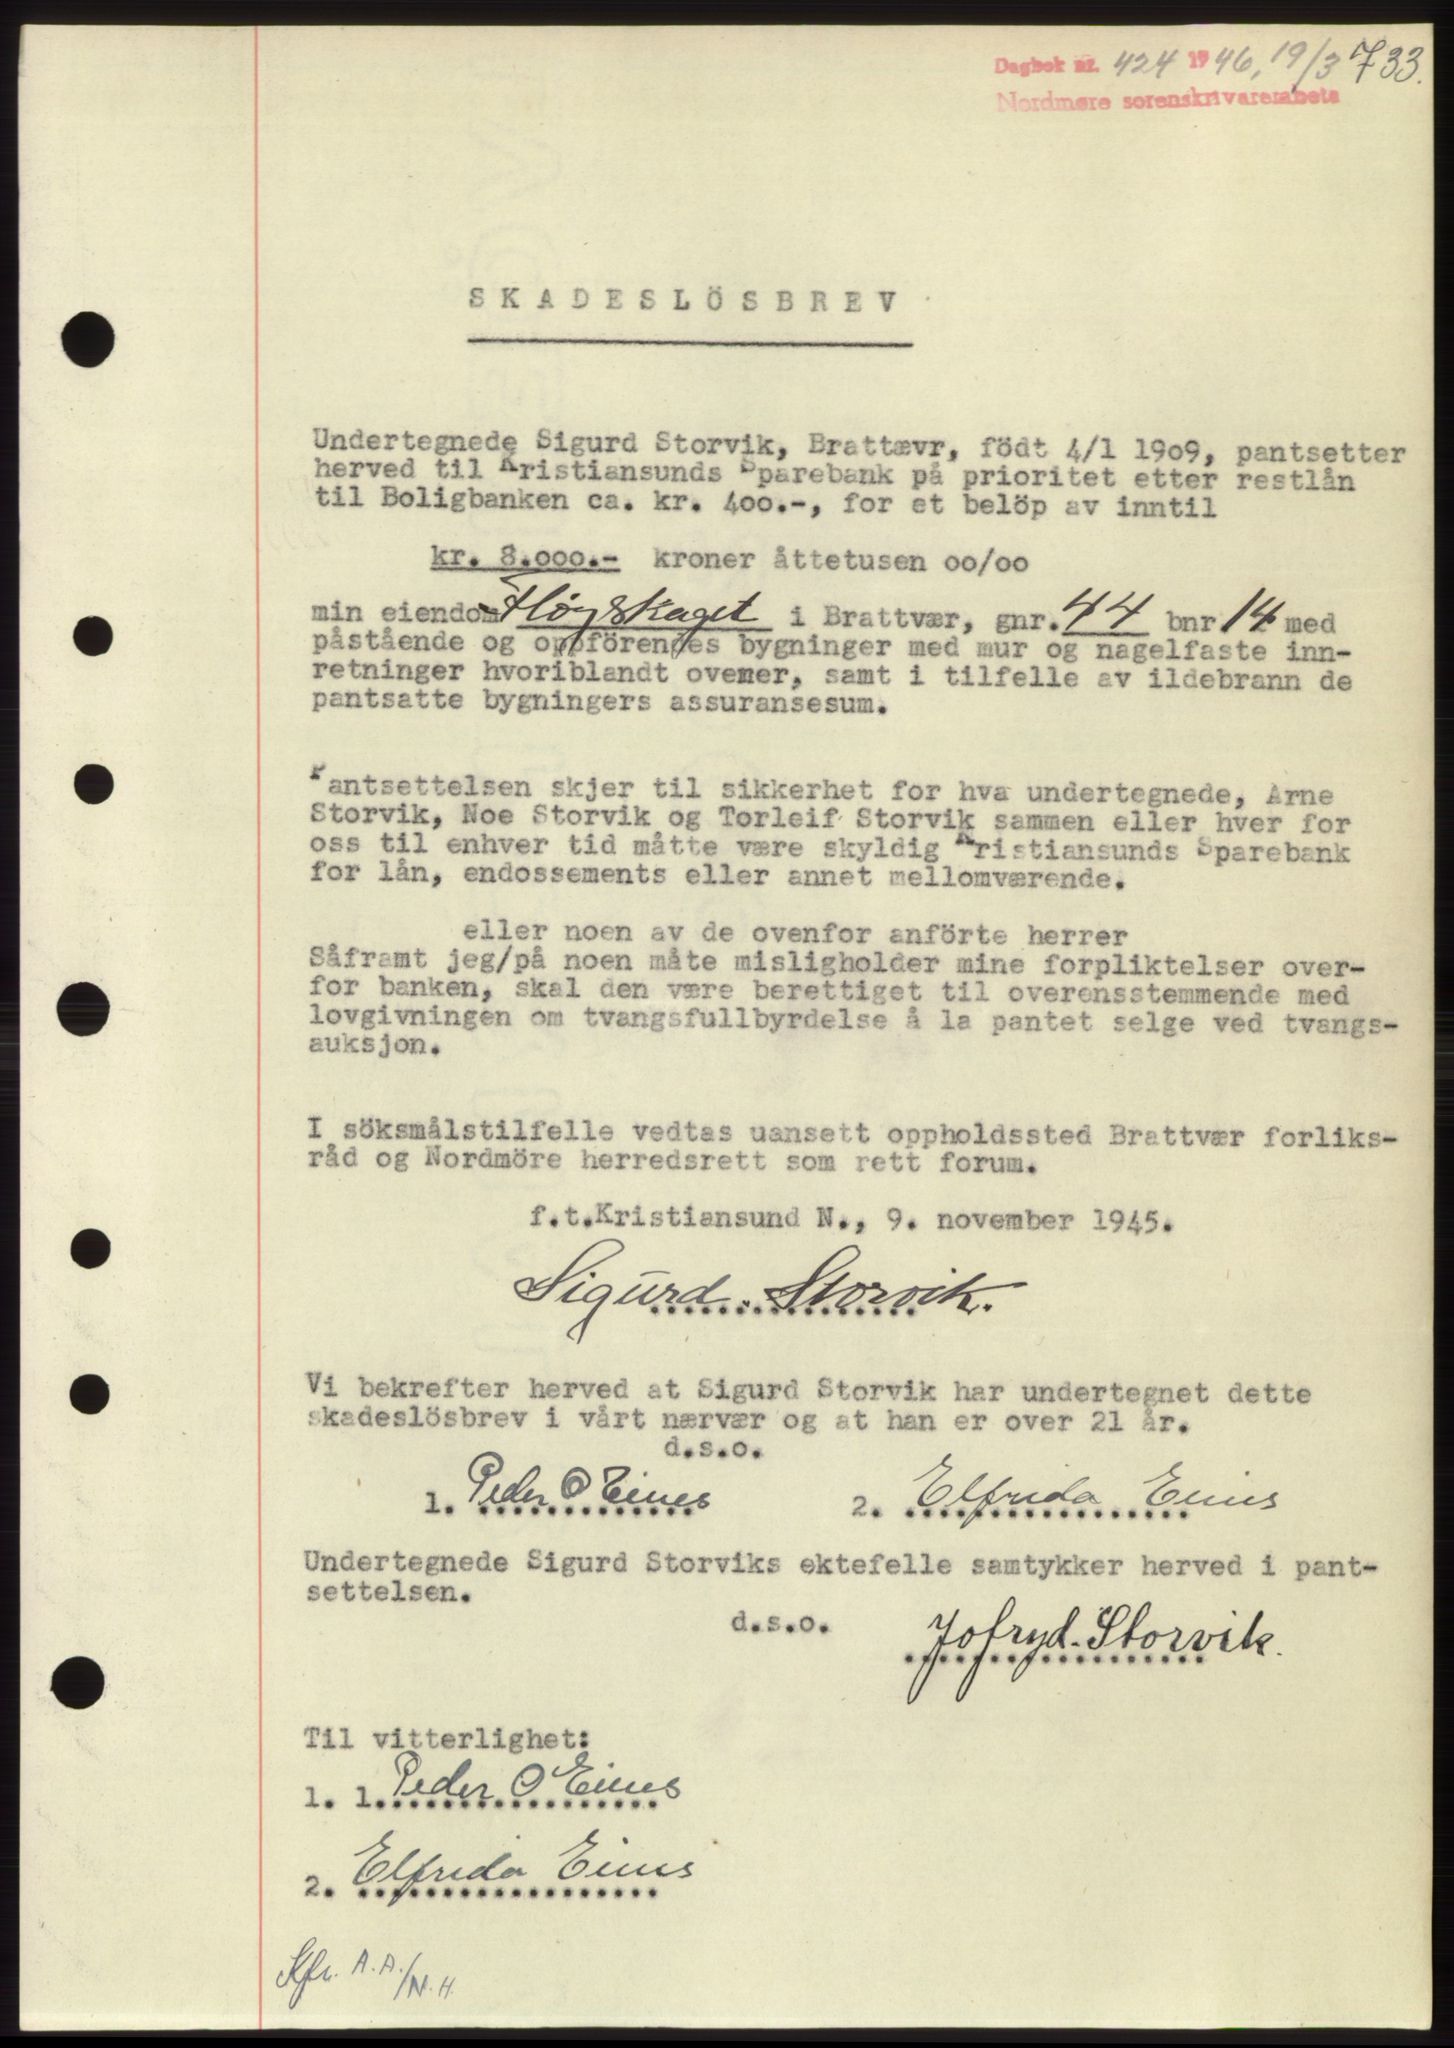 Dagbok nr. 424 1946, 19/3 733.
Nordmøre sorenskrivarembete
SKADESLÖSBREV
Undertegnede Sigurd Storvik, Brattævr, födt 4/1 1909, pantsetter
herved til Kristiansunds Sparebank på prioritet etter restlån
til Boligbanken ca. kr. 400.-, for et belöp av inntil
kr. 8.000.- kroner åttetusen oo/oo
min eiendom Höyskaget i Brattvær, gnr. 44 bnr 14 med
påstående og oppförendes bygninger med mur og nagelfaste inn-
retninger hvoriblandt ovener, samt i tilfelle av ildebrann de
pantsatte bygningers assuransesum.
Pantsettelsen skjer til sikkerhet for hva undertegnede, Arne
Storvik, Noe Storvik og Torleif Storvik sammen eller hver for
oss til enhver tid måtte være skyldig Kristiansunds Sparebank
for lån, endossements eller annet mellomværende.
eller noen av de ovenfor anförte herrer
Såframt jeg/på noen måte misligholder mine forpliktelser over-
for banken, skal den være berettiget til overensstemmende med
lovgivningen om tvangsfullbyrdelse å la pantet selge ved tvangs-
auksjon.
I söksmålstilfelle vedtas uansett oppholdssted Brattvær forliks-
råd og Nordmöre herredsrett som rett forum.
f.t.Kristiansund N., 9. november 1945.
Sigurd Storvik.
Vi bekrefter herved at Sigurd Storvik har undertegnet dette
skadeslösbrev i vårt nærvær og at han er over 21 år.
d.s.o.
1. Peder O Eines 2. Elfrida Eines
Undertegnede Sigurd Storviks ektefelle samtykker herved i pant-
settelsen.
d.s.o. Jofryd Storvik.
Til vitterlighet:
1. 1. Peder O Eines
2. Elfrida Eines
Kfr. A.A./N.H.